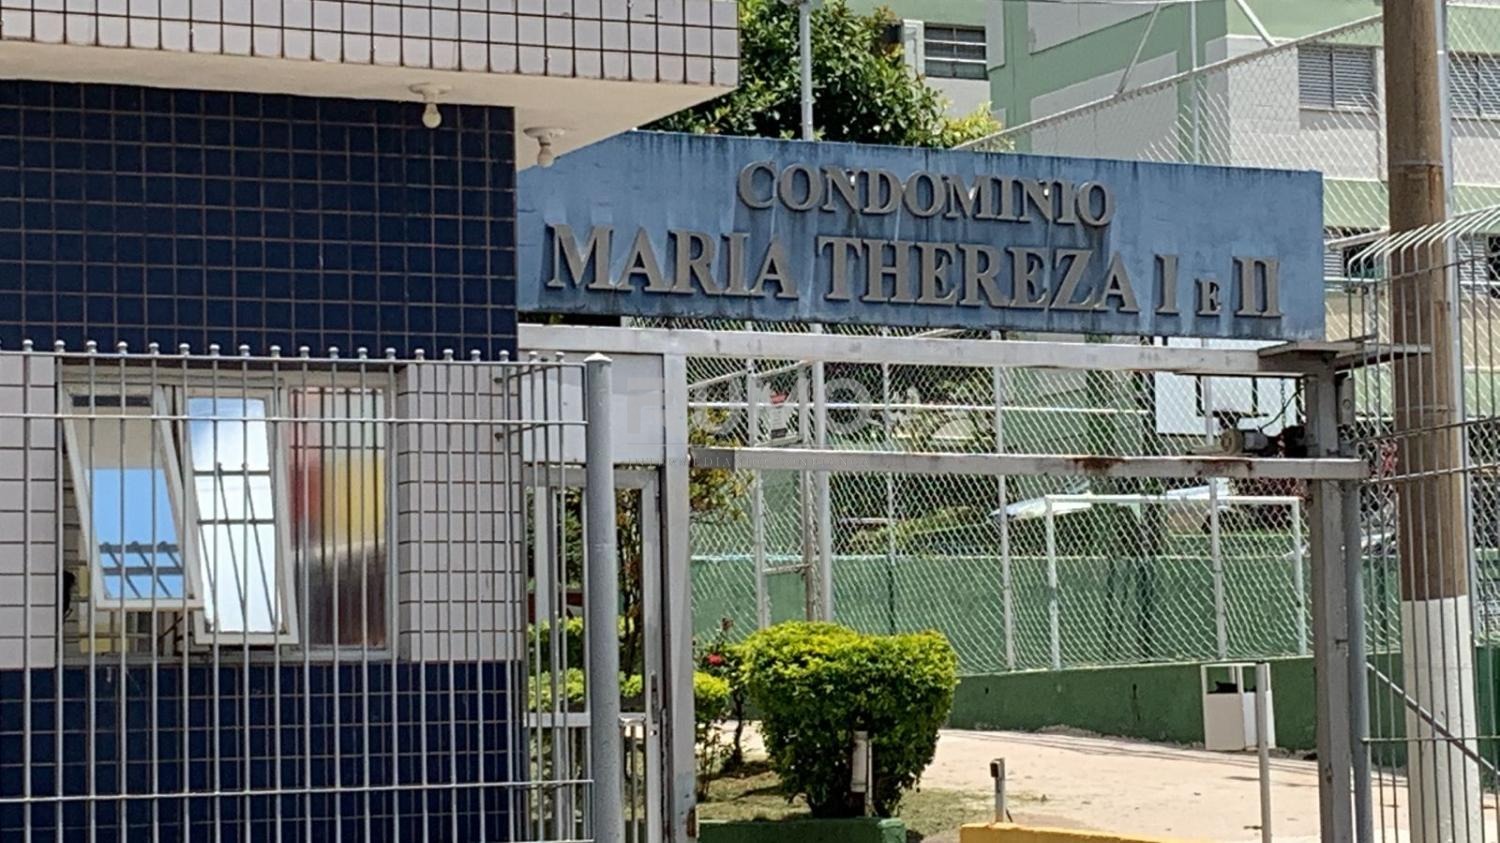 CONDOMINIO
MARIA THEREZA I E II